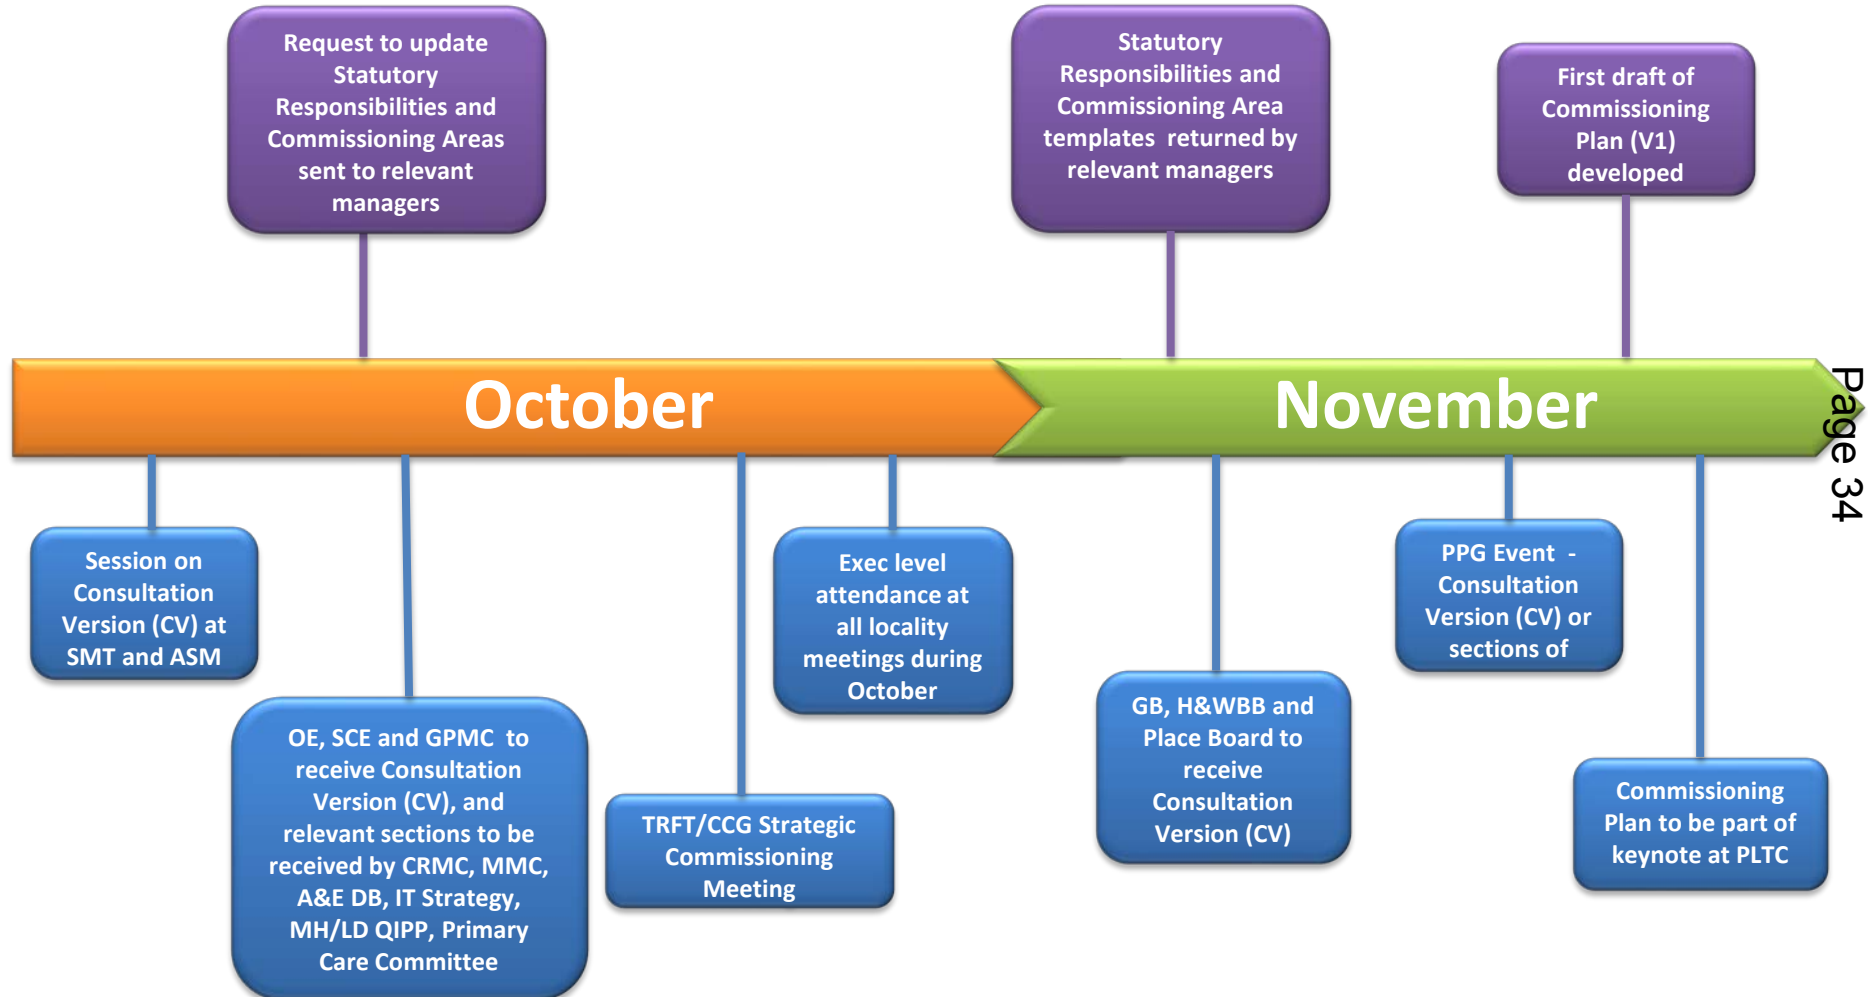 Request to update
Statutory
Responsibilities and
Commissioning Areas
sent to relevant
managers
Statutory
Responsibilities and
Commissioning Area
templates returned by
relevant managers
First draft of
Commissioning
Plan (V1)
developed
October
November
Page 34
Session on
Consultation
Version (CV) at
SMT and ASM
OE, SCE and GPMC to
receive Consultation
Version (CV), and
relevant sections to be
received by CRMC, MMC,
A&E DB, IT Strategy,
MH/LD QIPP, Primary
Care Committee
TRFT/CCG Strategic
Commissioning
Meeting
Exec level
attendance at
all locality
meetings during
October
GB, H&WBB and
Place Board to
receive
Consultation
Version (CV)
PPG Event -
Consultation
Version (CV) or
sections of
Commissioning
Plan to be part of
keynote at PLTC